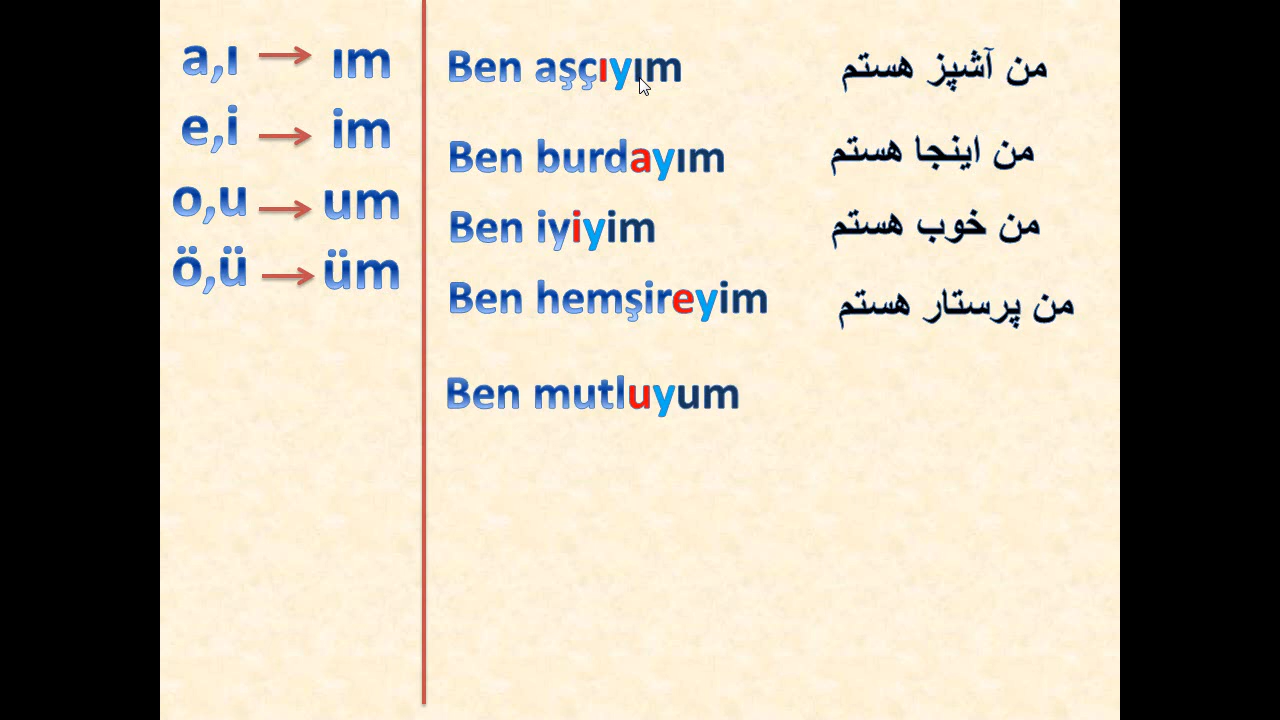 a,ı → ım
e,i → im
o,u → um
ö,ü → üm
Ben aşçıyım
من آشپز هستم
Ben burdayım
من اینجا هستم
Ben iyiyim
من خوب هستم
Ben hemşireyim
من پرستار هستم
Ben mutluyum